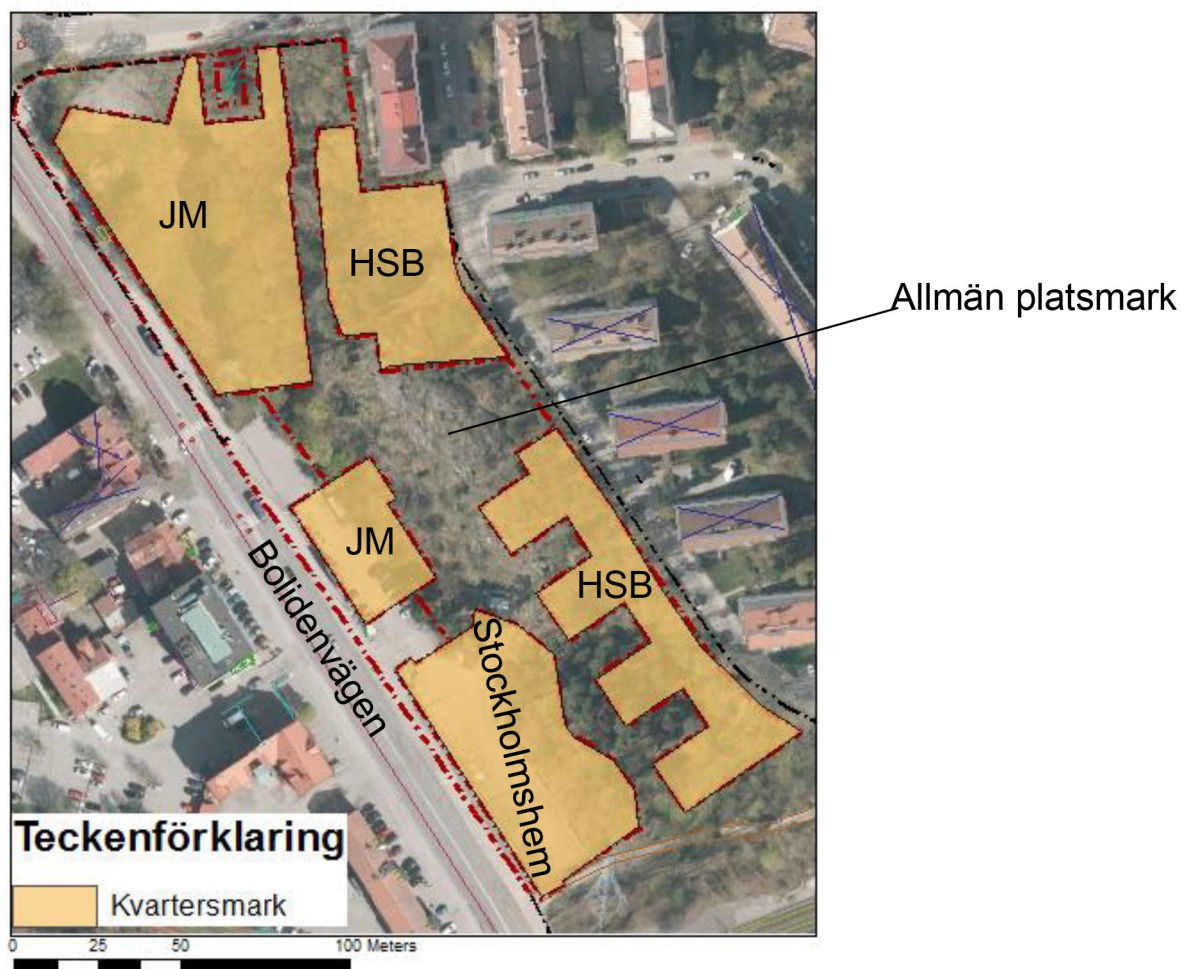 JM
HSB
Allmän platsmark
JM
HSB
Bolidenvägen
Stockholmshem
Teckenförklaring
Kvartersmark
0 25 50 100 Meters